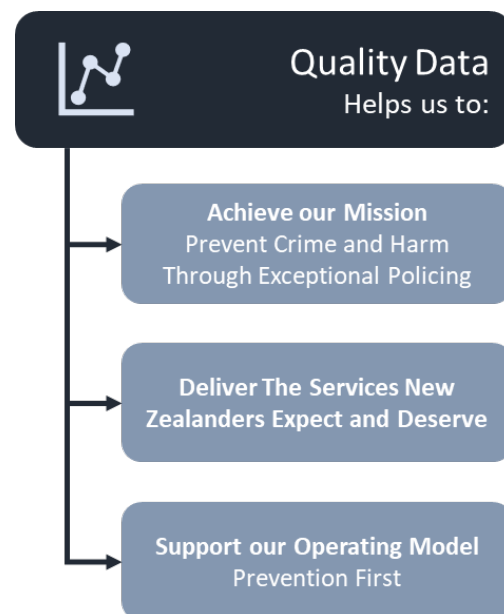 Quality Data
Helps us to:
Achieve our Mission
Prevent Crime and Harm
Through Exceptional Policing
Deliver The Services New
Zealanders Expect and Deserve
Support our Operating Model
Prevention First